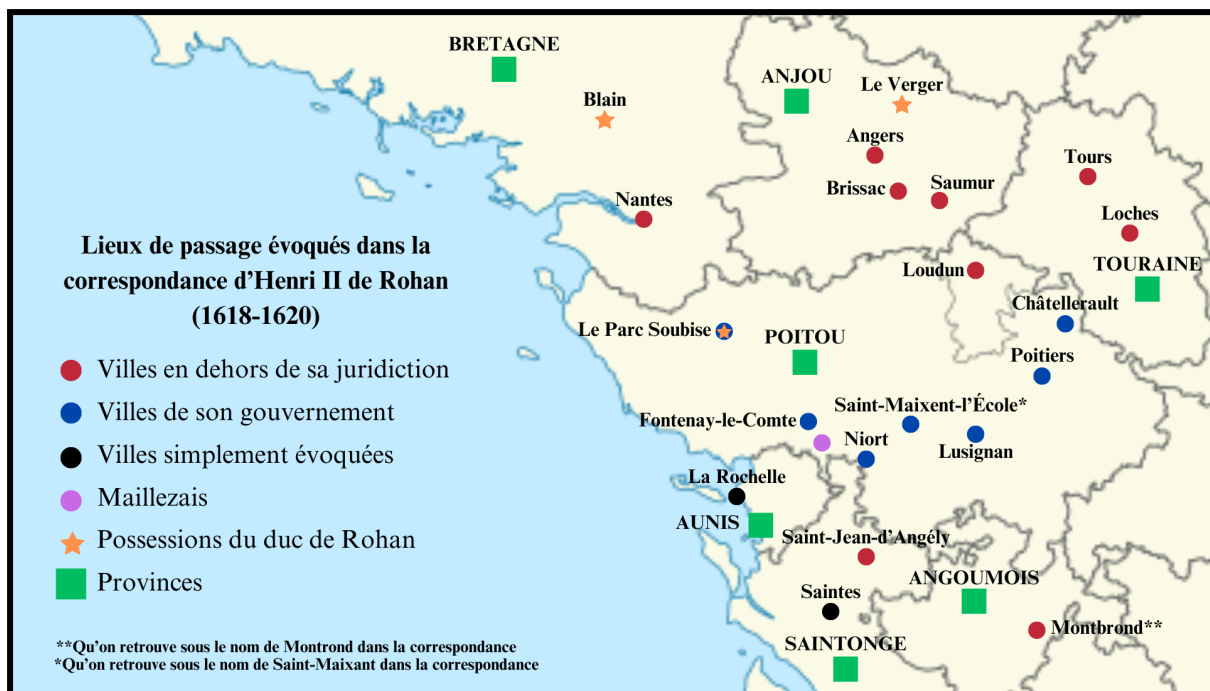 BRETAGNE
ANJOU
Le Verger
Blain
Angers
Tours
Brissac
Saumur
Nantes
Loches
Lieux de passage évoqués dans la
correspondance d'Henri II de Rohan
(1618-1620)
Loudun
TOURAINE
Châtellerault
Le Parc Soubise
POITOU
Poitiers
Villes en dehors de sa juridiction
Villes de son gouvernement
Fontenay-le-Comte
Saint-Maixent-l'École*
Niort
Lusignan
Villes simplement évoquées
La Rochelle
Maillezais
AUNIS
Possessions du duc de Rohan
Saint-Jean-d'Angély
Provinces
ANGOUMOIS
Saintes
Montbrond**
SAINTONGE
**Qu'on retrouve sous le nom de Montrond dans la correspondance
*Qu'on retrouve sous le nom de Saint-Maixant dans la correspondance